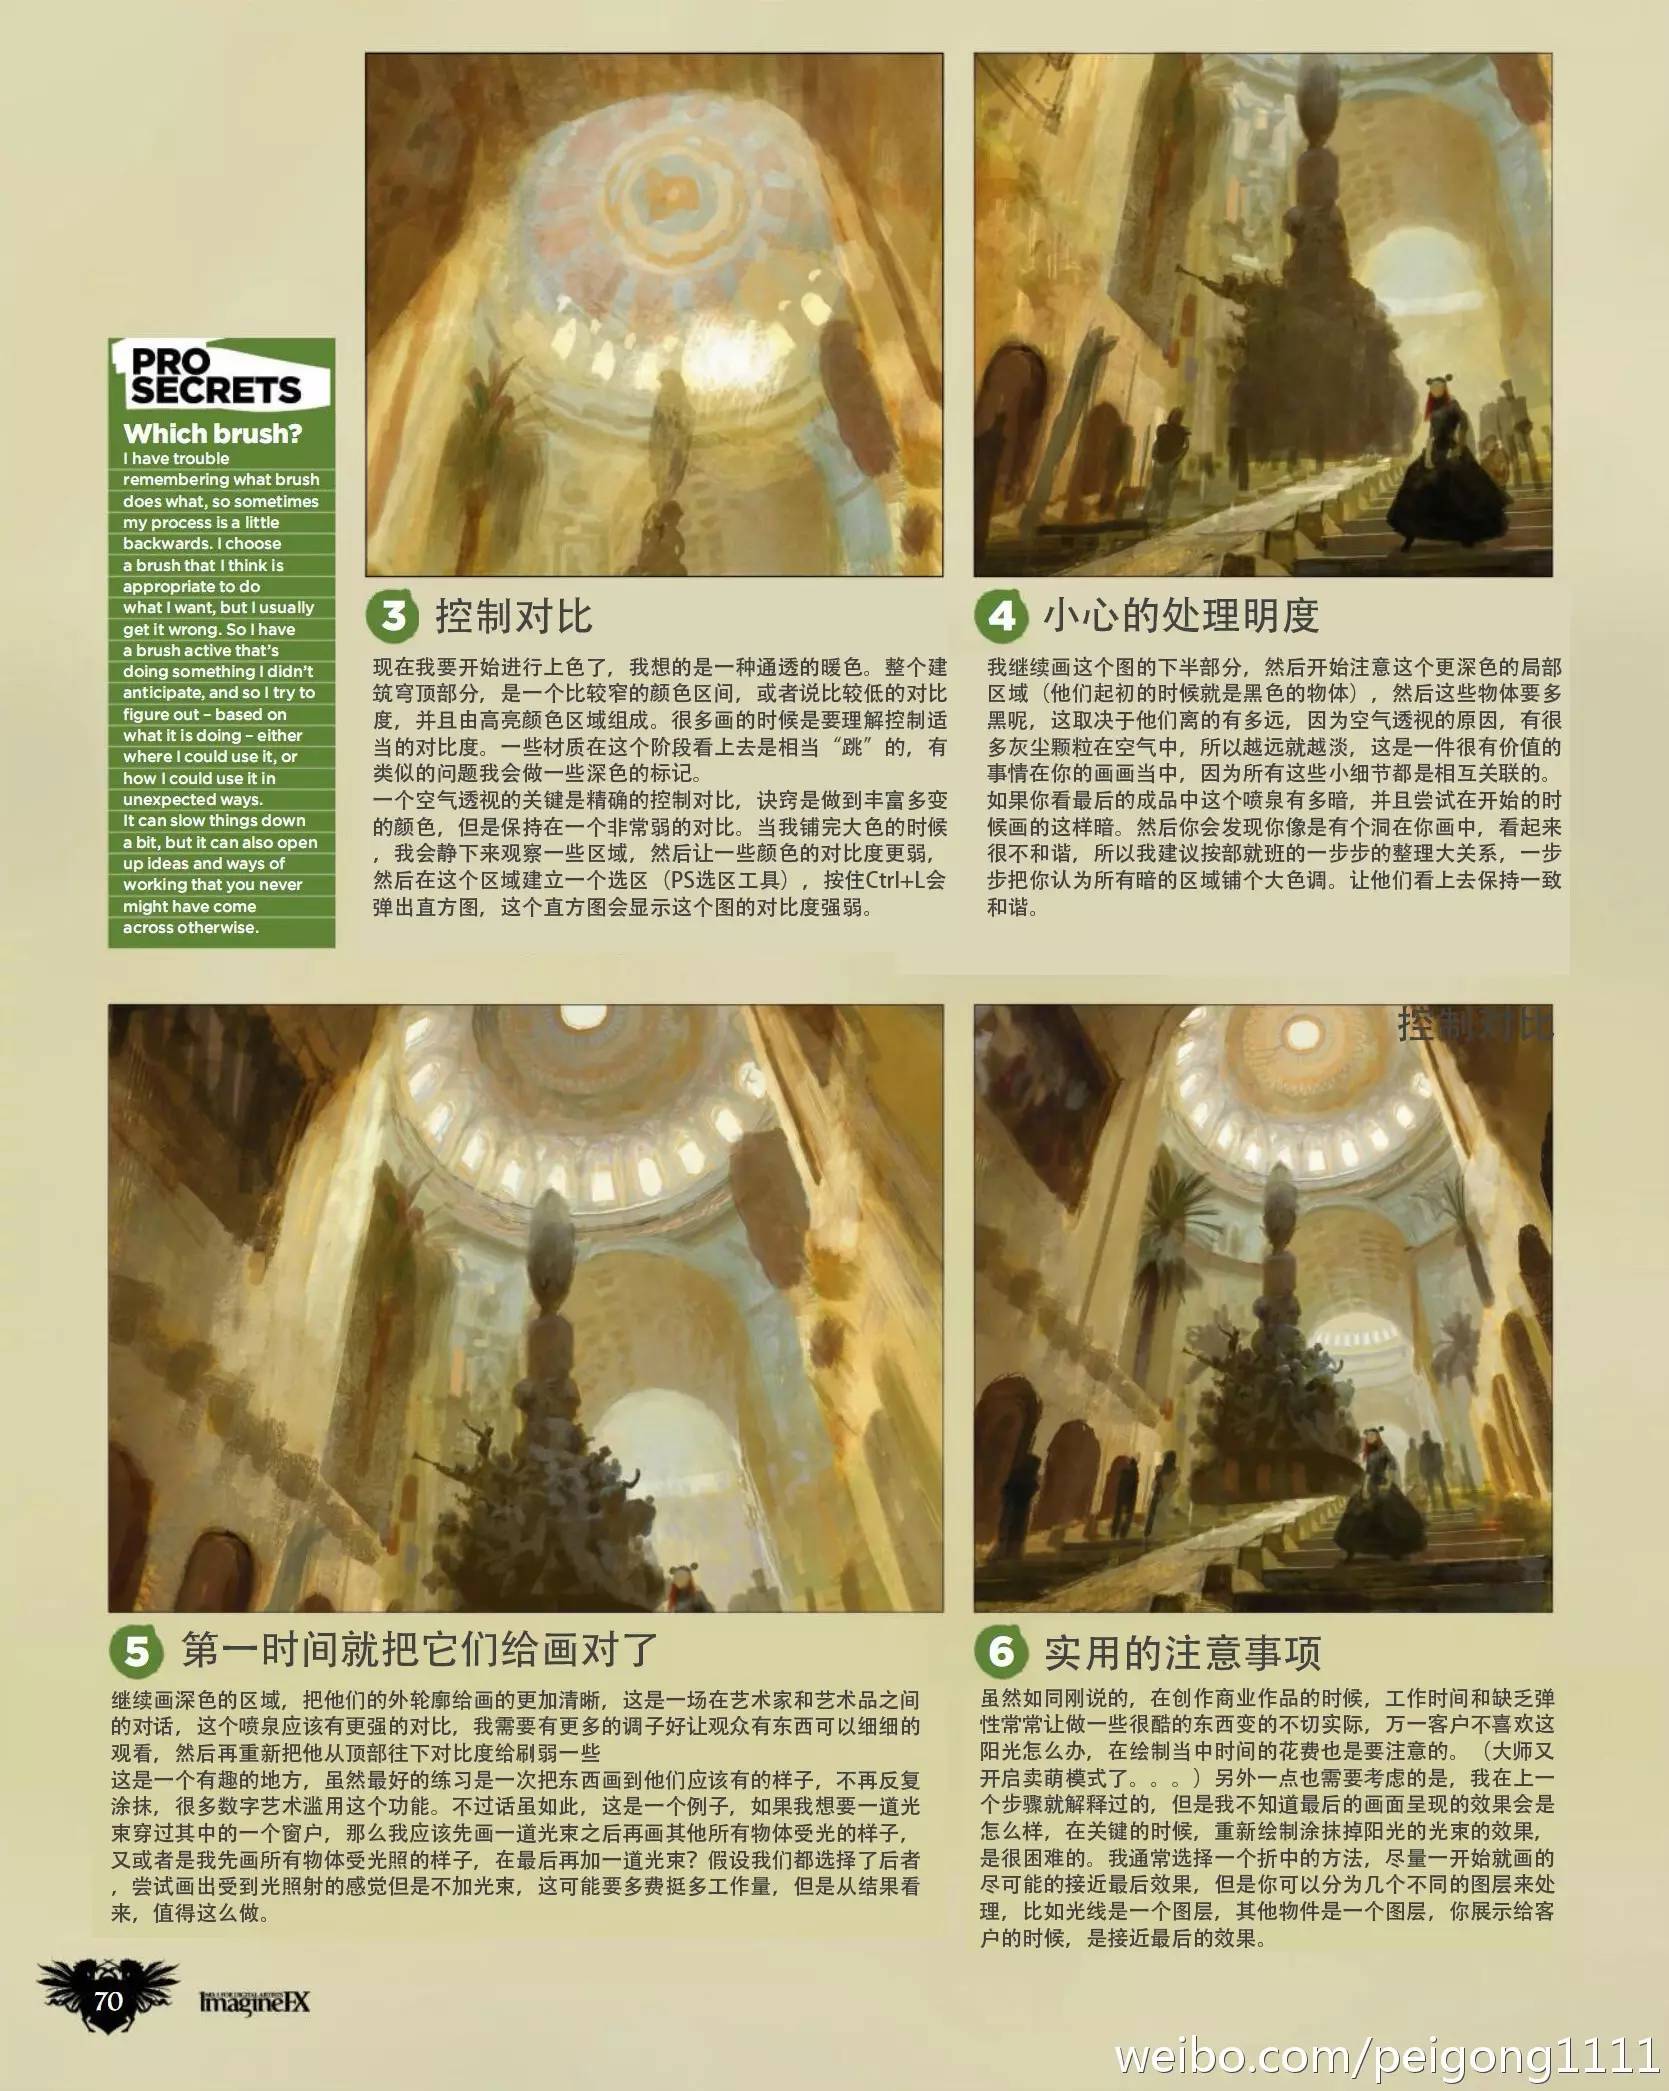 PRO
SECRETS
Which brush?
I have trouble
remembering what brush
does what, so sometimes
my process is a little
backwards. I choose
a brush that I think is
appropriate to do
what I want, but I usually
get it wrong. So I have
a brush active that's
doing something I didn't
anticipate, and so I try to
figure out – based on
what it is doing – either
where I could use it, or
how I could use it in
unexpected ways.
It can slow things down
a bit, but it can also open
up ideas and ways of
working that you never
might have come
across otherwise.
3 控制对比
现在我要开始进行上色了，我想的是一种通透的暖色。整个建
筑穹顶部分，是一个比较窄的颜色区间，或者说比较低的对比
度，并且由高亮颜色区域组成。很多画的时候是要理解控制适
当的对比度。一些材质在这个阶段看上去是相当“跳”的，有
类似的问题我会做一些深色的标记。
一个空气透视的关键是精确的控制对比，诀窍是做到丰富多变
的颜色，但是保持在一个非常弱的对比。当我铺完大色的时候
，我会静下来观察一些区域，然后让一些颜色的对比度更弱，
然后在这个区域建立一个选区（PS选区工具），按住Ctrl+L会
弹出直方图，这个直方图会显示这个图的对比度强弱。
4 小心的处理明度
我继续画这个图的下半部分，然后开始注意这个更深色的局部
区域（他们起初的时候就是黑色的物体），然后这些物体要多
黑呢，这取决于他们离的有多远，因为空气透视的原因，有很
多灰尘颗粒在空气中，所以越远就越淡，这是一件很有价值的
事情在你的画画当中，因为所有这些小细节都是相互关联的。
如果你看最后的成品中这个喷泉有多暗，并且尝试在开始的时
候画的这样暗。然后你会发现你像是有个洞在你画中，看起来
很不和谐，所以我建议按部就班的一步步的整理大关系，一步
步把你认为所有暗的区域铺个大色调。让他们看上去保持一致
和谐。
控制对比
5 第一时间就把它们给画对了
继续画深色的区域，把他们的外轮廓给画的更加清晰，这是一场在艺术家和艺术品之间
的对话，这个喷泉应该有更强的对比，我需要有更多的调子好让观众有东西可以细细的
观看，然后再重新把他从顶部往下对比度给刷弱一些
这是一个有趣的地方，虽然最好的练习是一次把东西画到他们应该有的样子，不再反复
涂抹，很多数字艺术滥用这个功能。不过话虽如此，这是一个例子，如果我想要一道光
束穿过其中的一个窗户，那么我应该先画一道光束之后再画其他所有物体受光的样子，
又或者是我先画所有物体受光照的样子，在最后再加一道光束？假设我们都选择了后者
，尝试画出受到光照射的感觉但是不加光束，这可能要多费挺多工作量，但是从结果看
来，值得这么做。
6 实用的注意事项
虽然如同刚说的，在创作商业作品的时候，工作时间和缺乏弹
性常常让做一些很酷的东西变的不切实际，万一客户不喜欢这
阳光怎么办，在绘制当中时间的花费也是要注意的。（大师又
开启卖萌模式了。。。）另外一点也需要考虑的是，我在上一
个步骤就解释过的，但是我不知道最后的画面呈现的效果会是
怎么样，在关键的时候，重新绘制涂抹掉阳光的光束的效果，
是很困难的。我通常选择一个折中的方法，尽量一开始就画的
尽可能的接近最后效果，但是你可以分为几个不同的图层来处
理，比如光线是一个图层，其他物件是一个图层，你展示给客
户的时候，是接近最后的效果。
70
ImagineFX
weibo.com/peigong1111